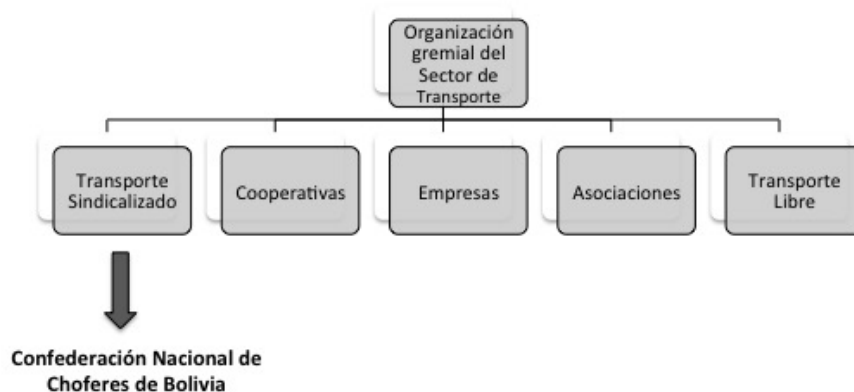 Organización
gremial del
Sector de
Transporte
Transporte
Sindicalizado
Cooperativas
Empresas
Asociaciones
Transporte
Libre
Confederación Nacional de
Choferes de Bolivia